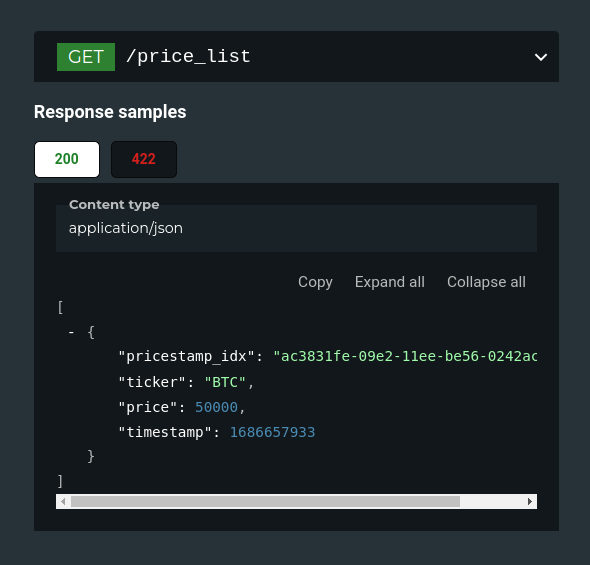 GET /price_list
Response samples
200 422
Content type
application/json
Copy Expand all Collapse all
[
- {
"pricestamp_idx": "ac3831fe-09e2-11ee-be56-0242ac
"ticker": "BTC",
"price": 50000,
"timestamp": 1686657933
}
]